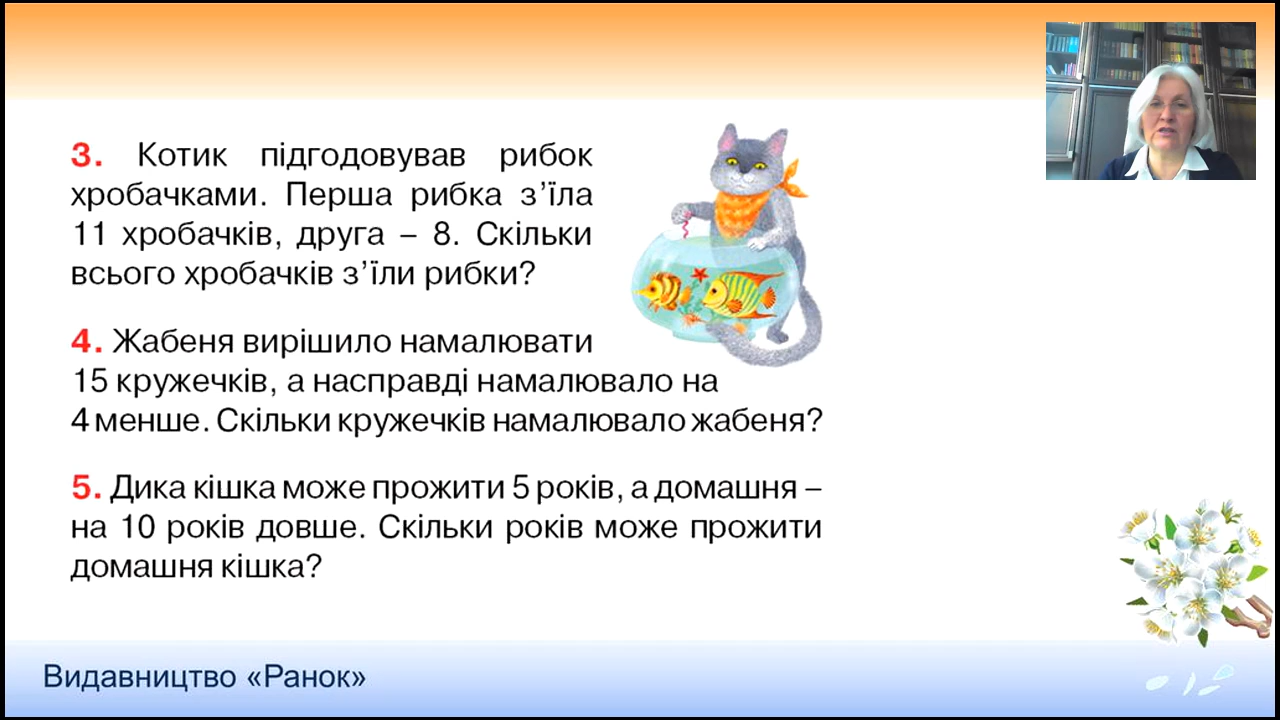 3. Котик підгодовував рибок
хробачками. Перша рибка з’їла
11 хробачків, друга – 8. Скільки
всього хробачків з’їли рибки?
4. Жабеня вирішило намалювати
15 кружечків, а насправді намалювало на
4 менше. Скільки кружечків намалювало жабеня?
5. Дика кішка може прожити 5 років, а домашня –
на 10 років довше. Скільки років може прожити
домашня кішка?
Видавництво «Ранок»